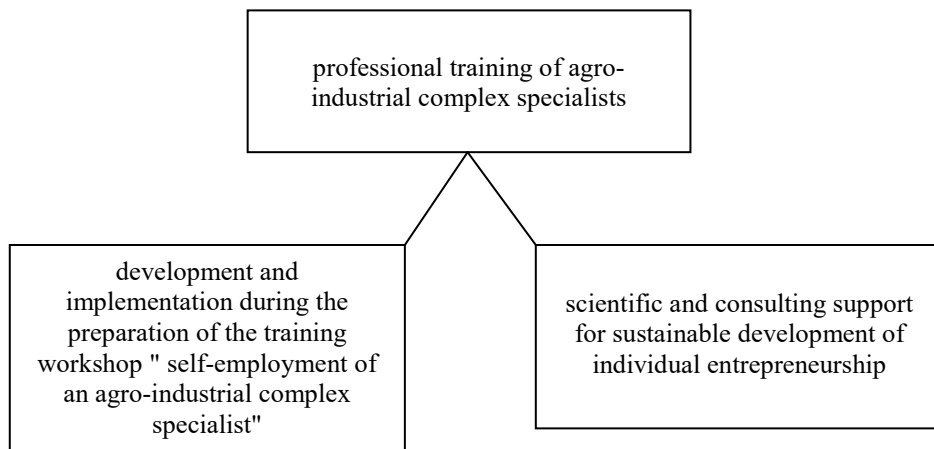 professional training of agro-
industrial complex specialists
development and
implementation during the
preparation of the training
workshop " self-employment of
an agro-industrial complex
specialist"
scientific and consulting support
for sustainable development of
individual entrepreneurship